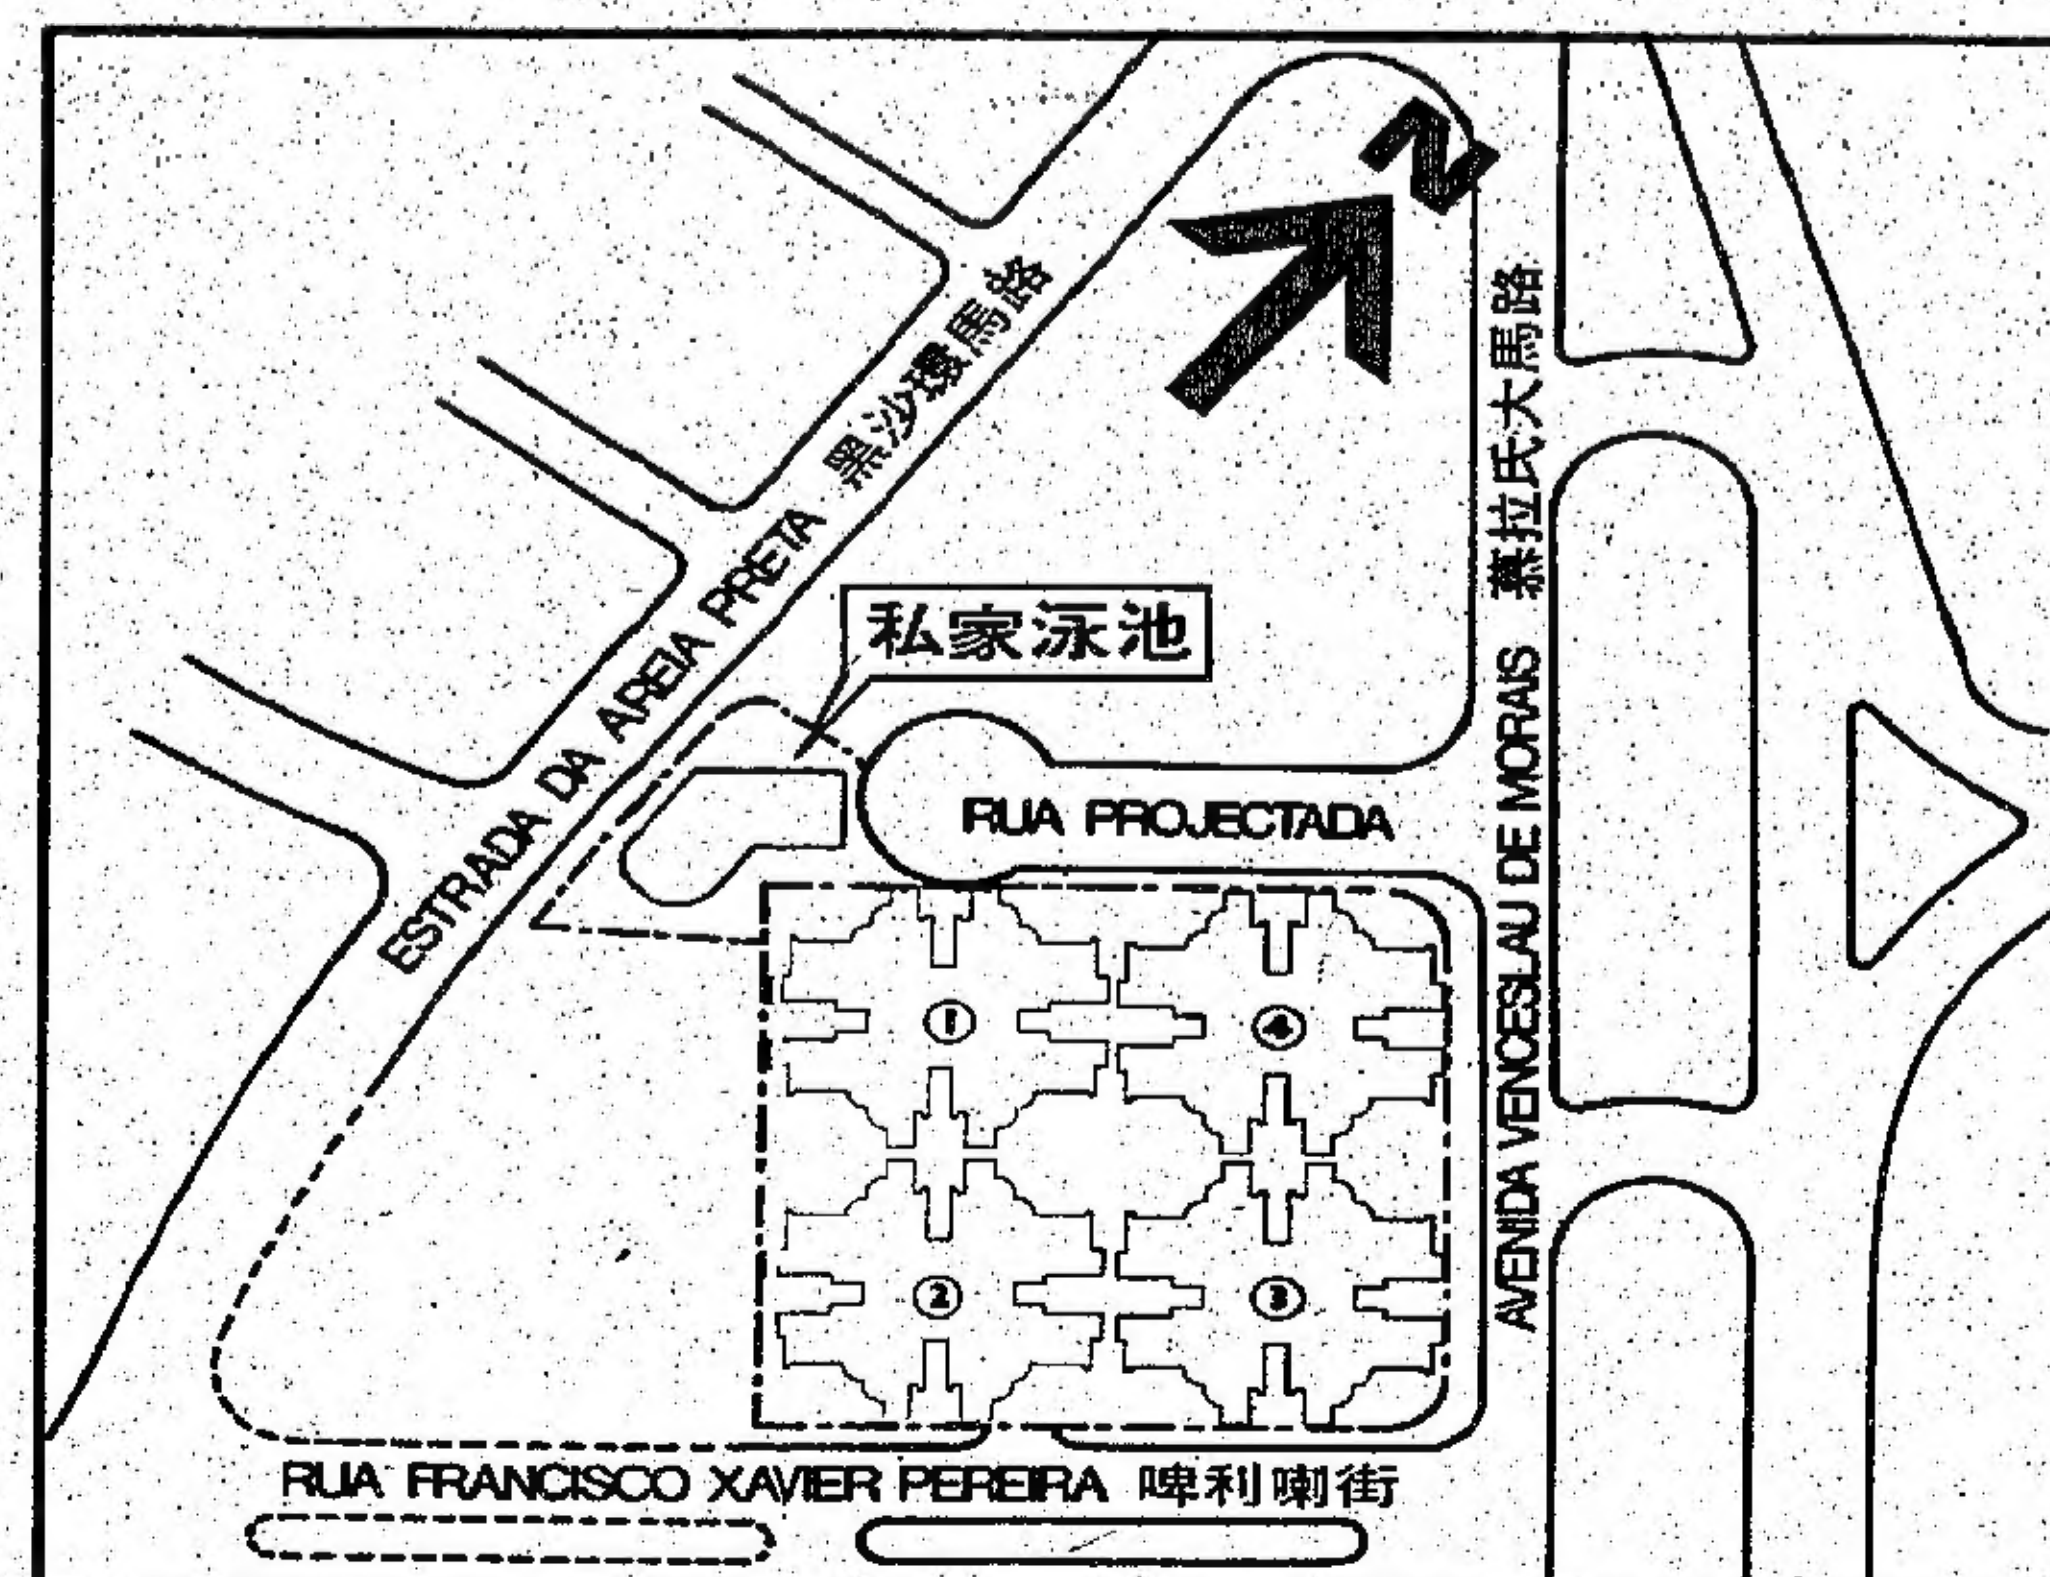 N
ESTRADA DA AREIA PRETA 黑沙環馬路
私家泳池
RUA PROJECTADA
AVENIDA VENCESLAU DE MORAIS 慕拉氏大馬路
1
4
2
3
RUA FRANCISCO XAVIER PEREIRA 啤利喇街